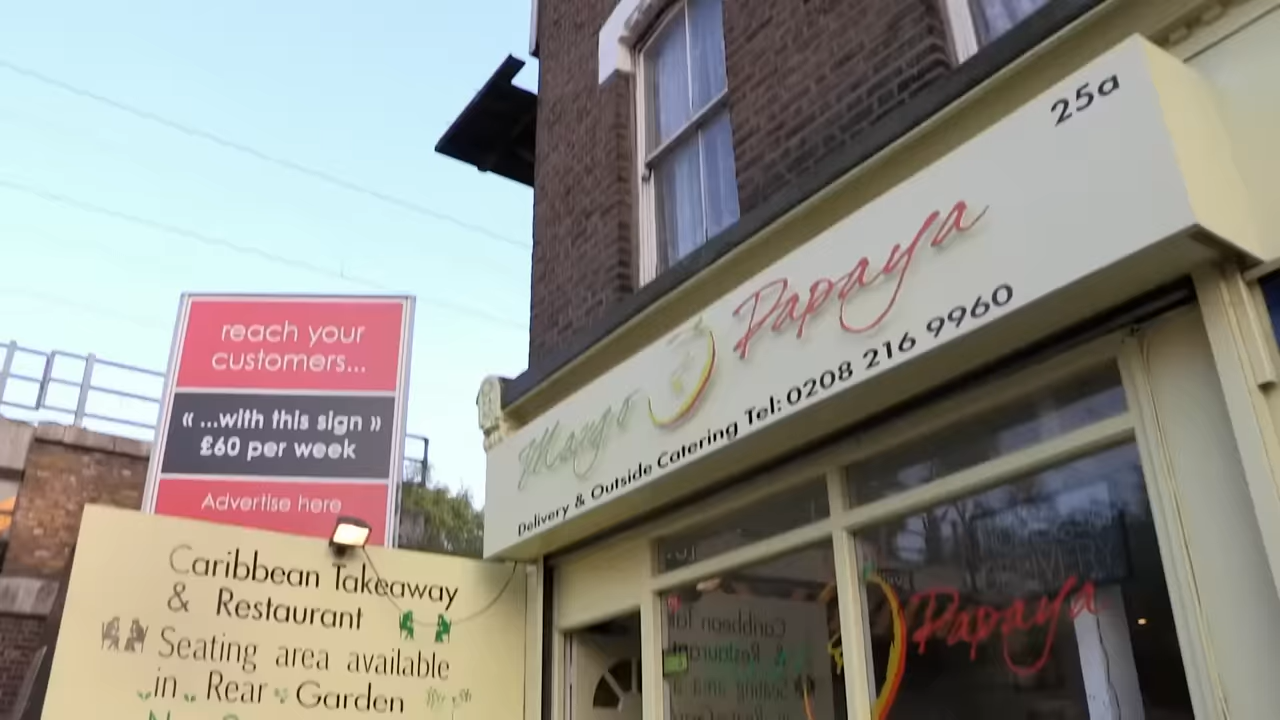 25a
Mango Papaya
Delivery & Outside Catering Tel: 0208 216 9960
reach your
customers...
« ...with this sign »
£60 per week
Advertise here
Caribbean Takeaway
& Restaurant
Seating area available
in Rear Garden
Papaya